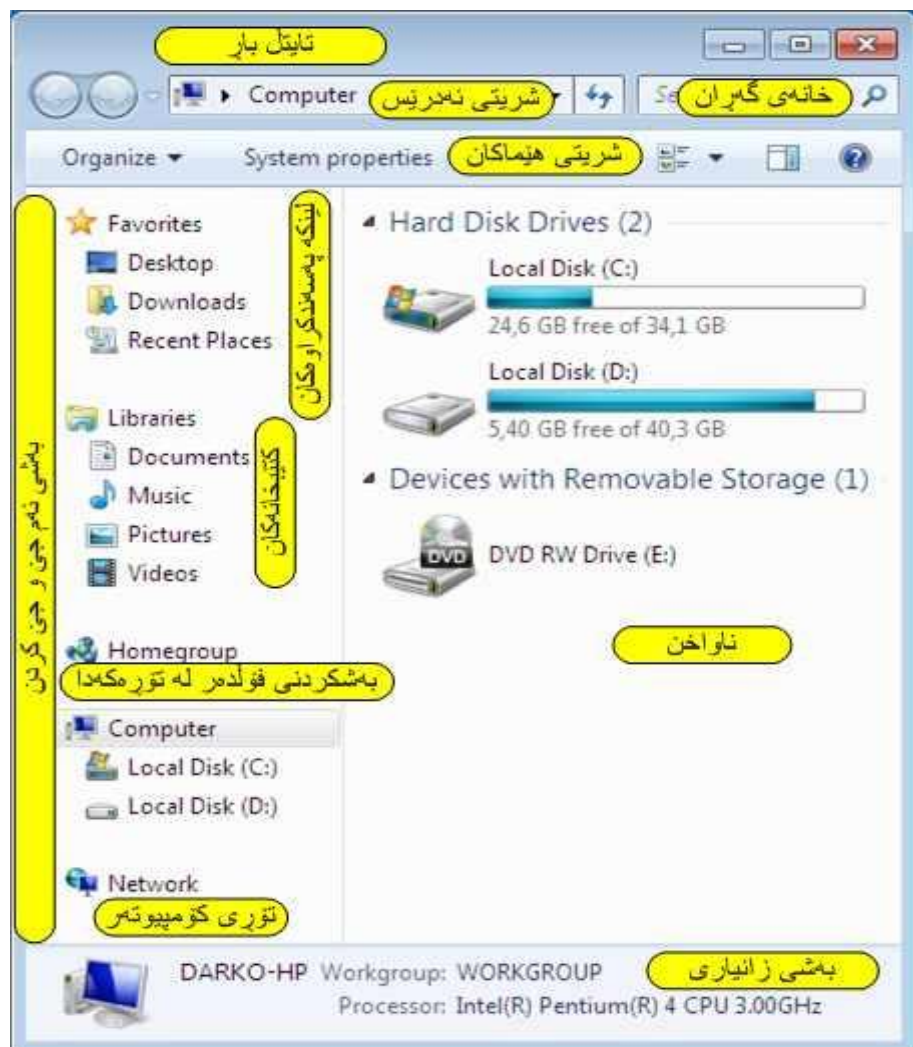 تایتل بار
Computer
شریتی ئەدرێس
Se
خانەی گەڕان
Organize
System properties
شریتی هێماکان
Favorites
Desktop
Downloads
Recent Places
لینکە پەسەندکراوەکان
Libraries
Documents
Music
Pictures
Videos
کتێبخانەکان
بەشی ئەم جێ و جێ کردن
Homegroup
بەشکردنی فۆڵدەر لە تۆڕەکەدا
Computer
Local Disk (C:)
Local Disk (D:)
Network
تۆڕی کۆمپیوتەر
Hard Disk Drives (2)
Local Disk (C:)
24,6 GB free of 34,1 GB
Local Disk (D:)
5,40 GB free of 40,3 GB
Devices with Removable Storage (1)
DVD
DVD RW Drive (E:)
ناواخن
DARKO-HP Workgroup: WORKGROUP
بەشی زانیاری
Processor: Intel(R) Pentium(R) 4 CPU 3.00GHz